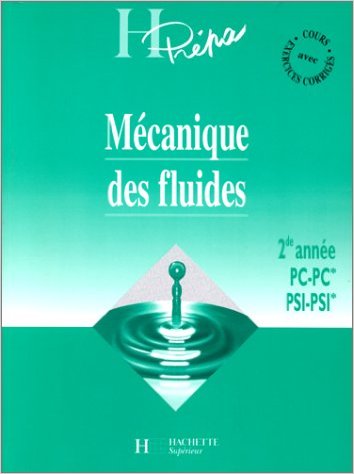 H Prépa
COURS
avec
EXERCICES CORRIGÉS
Mécanique
des fluides
2de année
PC-PC*
PSI-PSI*
H HACHETTE
Supérieur